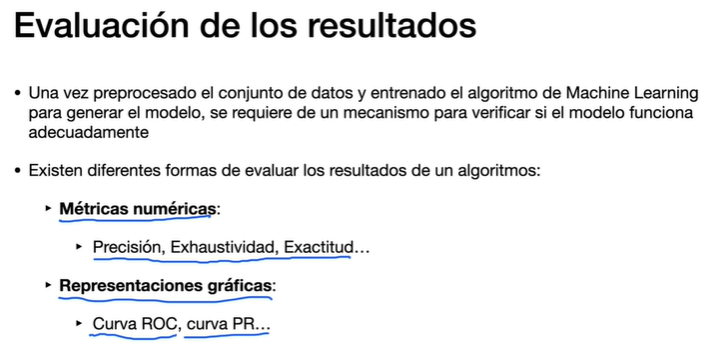 Evaluación de los resultados
• Una vez preprocesado el conjunto de datos y entrenado el algoritmo de Machine Learning
para generar el modelo, se requiere de un mecanismo para verificar si el modelo funciona
adecuadamente
• Existen diferentes formas de evaluar los resultados de un algoritmos:
‣ Métricas numéricas:
‣ Precisión, Exhaustividad, Exactitud...
‣ Representaciones gráficas:
‣ Curva ROC, curva PR...